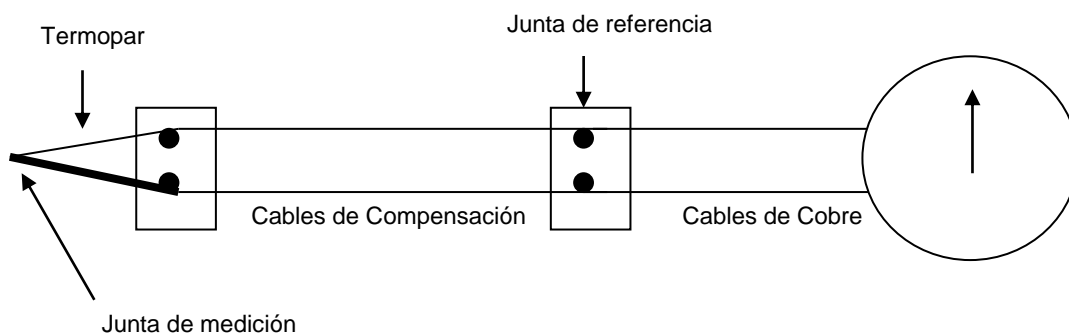 Junta de referencia
Termopar
Cables de Compensación
Cables de Cobre
Junta de medición